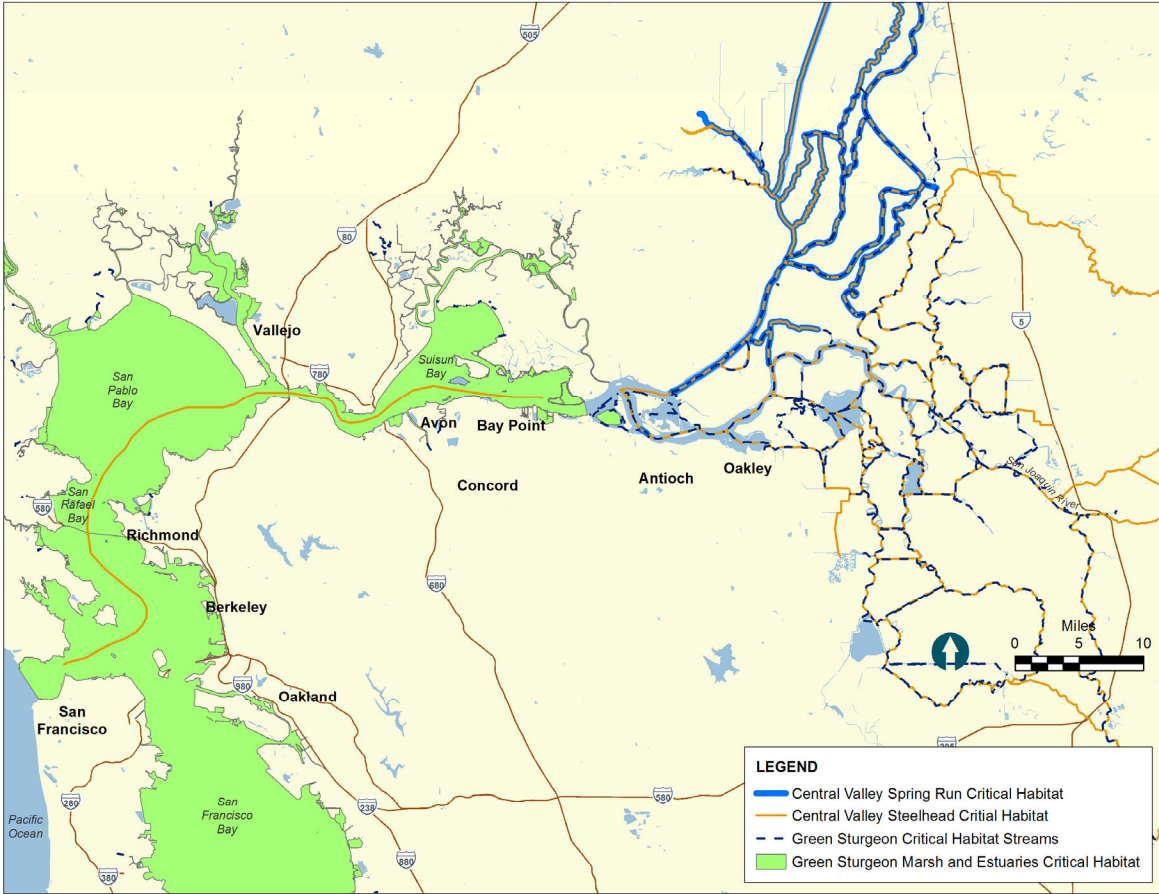 505
80
5
Vallejo
780
Suisun
Bay
San
Pablo
Bay
Avon
Bay Point
Oakley
Antioch
Concord
San Joaquin River
San
Rafael
Bay
580
Richmond
680
Berkeley
Miles
0
5
10
980
Oakland
San
Francisco
280
238
580
San
Francisco
Bay
Pacific
Ocean
880
380
LEGEND
Central Valley Spring Run Critical Habitat
Central Valley Steelhead Critial Habitat
Green Sturgeon Critical Habitat Streams
Green Sturgeon Marsh and Estuaries Critical Habitat